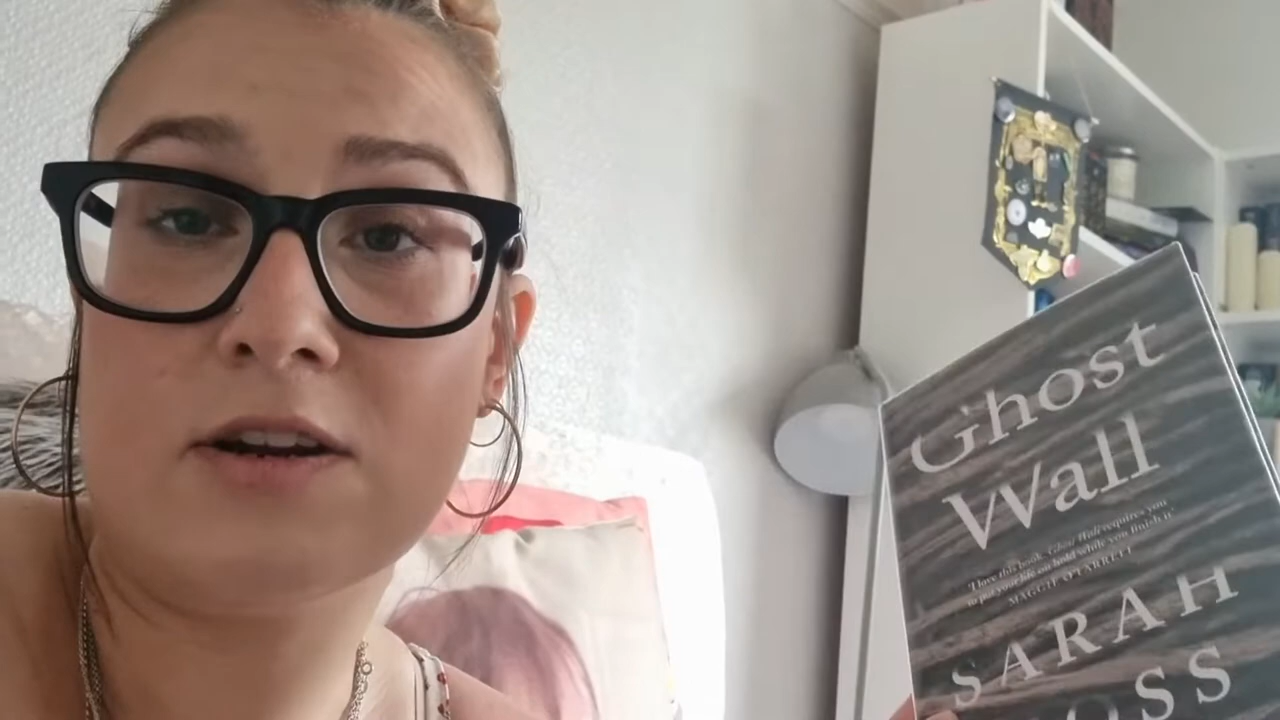 Ghost
Wall
'I love this book. Ghost Wall requires you
to put your life on hold while you finish it'
MAGGIE O'FARRELL
SARAH
OSS